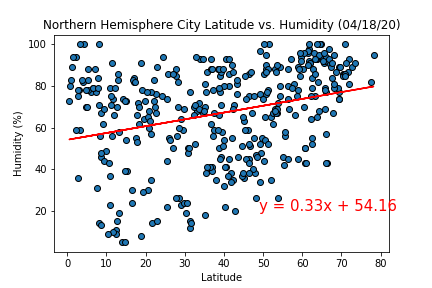 Northern Hemisphere City Latitude vs. Humidity (04/18/20)
100
80
60
40
20
Humidity (%)
y = 0.33x + 54.16
0 10 20 30 40 50 60 70 80
Latitude